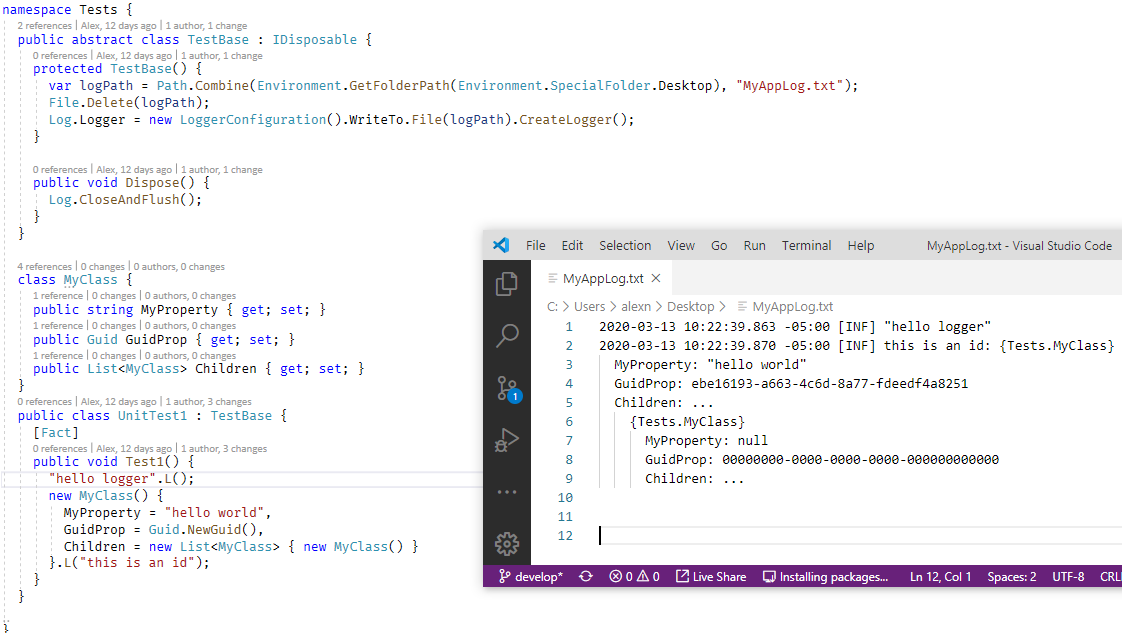 namespace Tests {
2 references | Alex, 12 days ago | 1 author, 1 change
public abstract class TestBase : IDisposable {
0 references | Alex, 12 days ago | 1 author, 1 change
protected TestBase() {
var logPath = Path.Combine(Environment.GetFolderPath(Environment.SpecialFolder.Desktop), "MyAppLog.txt");
File.Delete(logPath);
Log.Logger = new LoggerConfiguration().WriteTo.File(logPath).CreateLogger();
}
0 references | Alex, 12 days ago | 1 author, 1 change
public void Dispose() {
Log.CloseAndFlush();
}
}
4 references | 0 changes | 0 authors, 0 changes
class MyClass {
1 reference | 0 changes | 0 authors, 0 changes
public string MyProperty { get; set; }
1 reference | 0 changes | 0 authors, 0 changes
public Guid GuidProp { get; set; }
1 reference | 0 changes | 0 authors, 0 changes
public List<MyClass> Children { get; set; }
}
0 references | Alex, 12 days ago | 1 author, 3 changes
public class UnitTest1 : TestBase {
[Fact]
0 references | Alex, 12 days ago | 1 author, 3 changes
public void Test1() {
"hello logger".L();
new MyClass() {
MyProperty = "hello world",
GuidProp = Guid.NewGuid(),
Children = new List<MyClass> { new MyClass() }
}.L("this is an id");
}
}
}
File Edit Selection View Go Run Terminal Help MyAppLog.txt - Visual Studio Code
MyAppLog.txt
C: > Users > alexn > Desktop > MyAppLog.txt
1 2020-03-13 10:22:39.863 -05:00 [INF] "hello logger"
2 2020-03-13 10:22:39.870 -05:00 [INF] this is an id: {Tests.MyClass}
3 MyProperty: "hello world"
4 GuidProp: ebe16193-a663-4c6d-8a77-fdeedf4a8251
5 Children: ...
6 {Tests.MyClass}
7 MyProperty: null
8 GuidProp: 00000000-0000-0000-0000-000000000000
9 Children: ...
10
11
12
1
develop* 0 0 Live Share Installing packages... Ln 12, Col 1 Spaces: 2 UTF-8 CRL